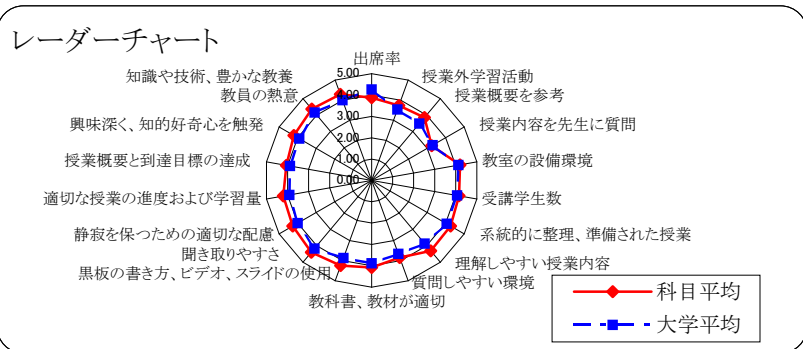 レーダーチャート
出席率
授業外学習活動
授業概要を参考
授業内容を先生に質問
教室の設備環境
受講学生数
系統的に整理、準備された授業
理解しやすい授業内容
質問しやすい環境
教科書、教材が適切
黒板の書き方、ビデオ、スライドの使用
聞き取りやすさ
静寂を保つための適切な配慮
適切な授業の進度および学習量
授業概要と到達目標の達成
興味深く、知的好奇心を触発
教員の熱意
知識や技術、豊かな教養
5.00
4.00
3.00
2.00
1.00
0.00
科目平均
大学平均